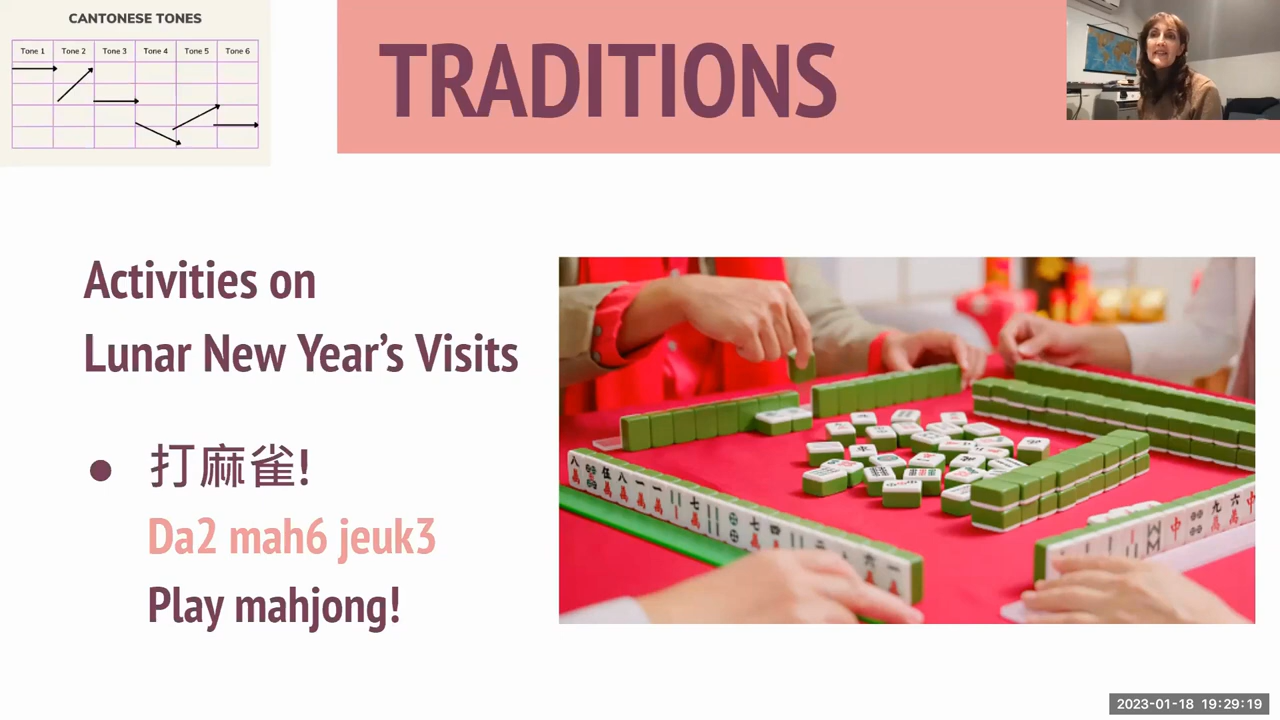 CANTONESE TONES
Tone 1 Tone 2 Tone 3 Tone 4 Tone 5 Tone 6
TRADITIONS
Activities on
Lunar New Year's Visits
打麻雀!
Da2 mah6 jeuk3
Play mahjong!
2023-01-18 19:29:19